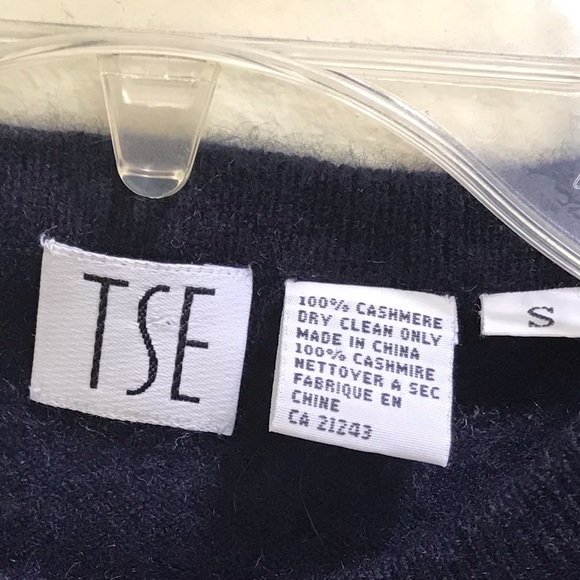 TSE
100% CASHMERE
DRY CLEAN ONLY
MADE IN CHINA
100% CASHMIRE
NETTOYER A SEC
FABRIQUE EN
CHINE
CA 21243
S